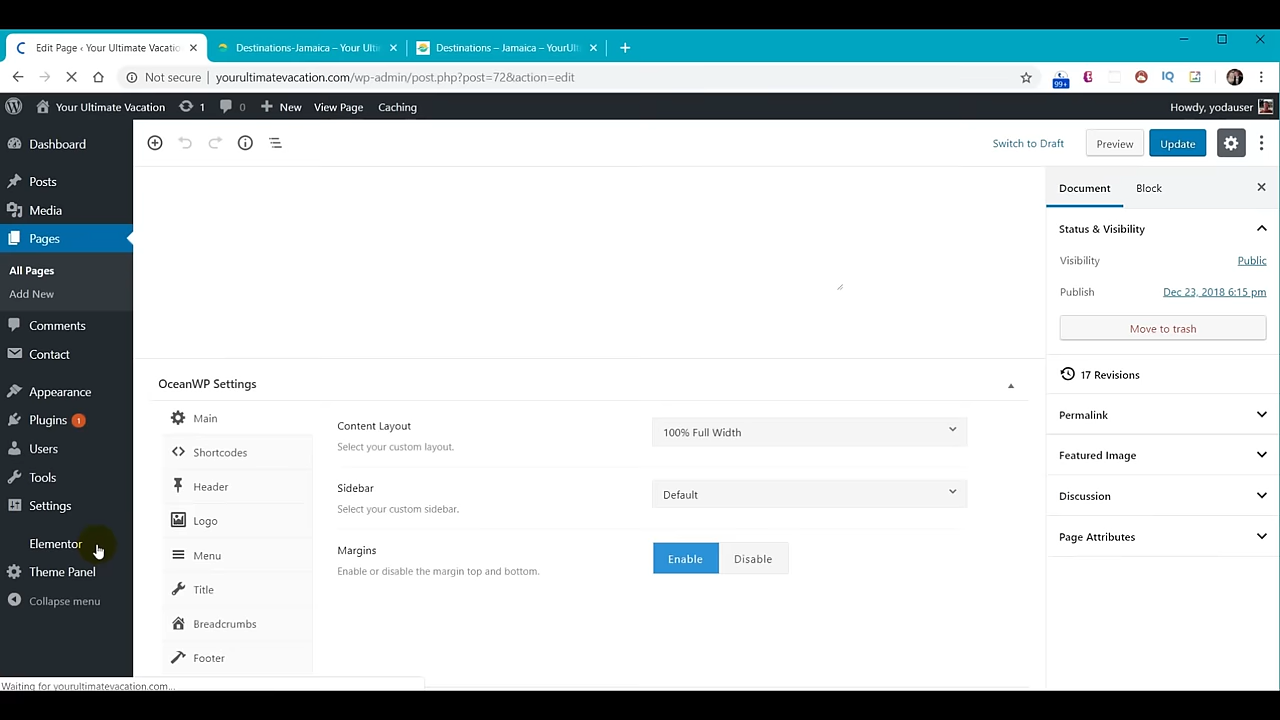 Edit Page ‹ Your Ultimate Vacatio
Destinations-Jamaica – Your Ulti
Destinations – Jamaica – YourUlt
Not secure
yourultimatevacation.com/wp-admin/post.php?post=72&action=edit
99+
IQ
Your Ultimate Vacation
1
0
New
View Page
Caching
Howdy, yodauser
Dashboard
Posts
Media
Pages
All Pages
Add New
Comments
Contact
Appearance
Plugins 1
Users
Tools
Settings
Elementor
Theme Panel
Collapse menu
Switch to Draft
Preview
Update
OceanWP Settings
Main
Shortcodes
Header
Logo
Menu
Title
Breadcrumbs
Footer
Content Layout
Select your custom layout.
100% Full Width
Sidebar
Select your custom sidebar.
Default
Margins
Enable or disable the margin top and bottom.
Enable
Disable
Document
Block
Status & Visibility
Visibility
Public
Publish
Dec 23, 2018 6:15 pm
Move to trash
17 Revisions
Permalink
Featured Image
Discussion
Page Attributes
Waiting for yourultimatevacation.com...